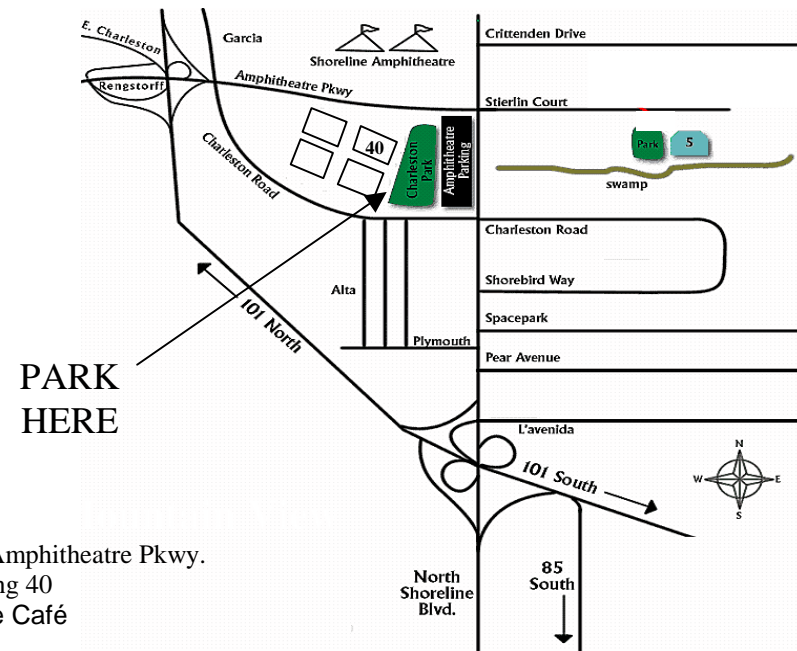 E. Charleston
Garcia
Shoreline Amphitheatre
Crittenden Drive
Rengstorff
Amphitheatre Pkwy
Stierlin Court
Charleston Road
40
Charleston
Park
Amphitheatre
Parking
Park
5
swamp
Charleston Road
Alta
Shorebird Way
101 North
Spacepark
Plymouth
Pear Avenue
PARK
HERE
L'avenida
101 South
N
W
E
S
Amphitheatre Pkwy.
ng 40
e Café
North
Shoreline
Blvd.
85
South